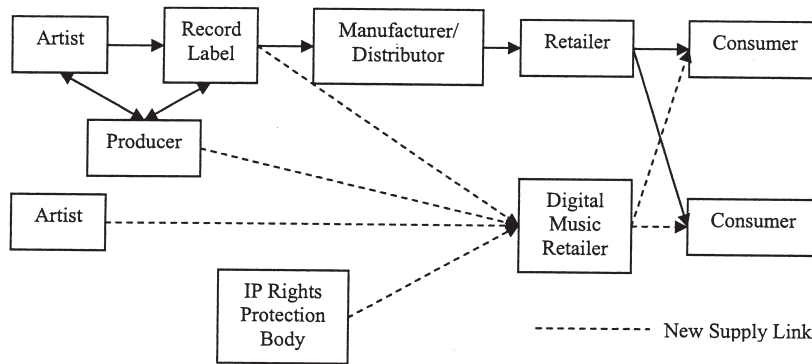 Artist
Record
Label
Manufacturer/
Distributor
Retailer
Consumer
Producer
Artist
Digital
Music
Retailer
Consumer
IP Rights
Protection
Body
New Supply Link